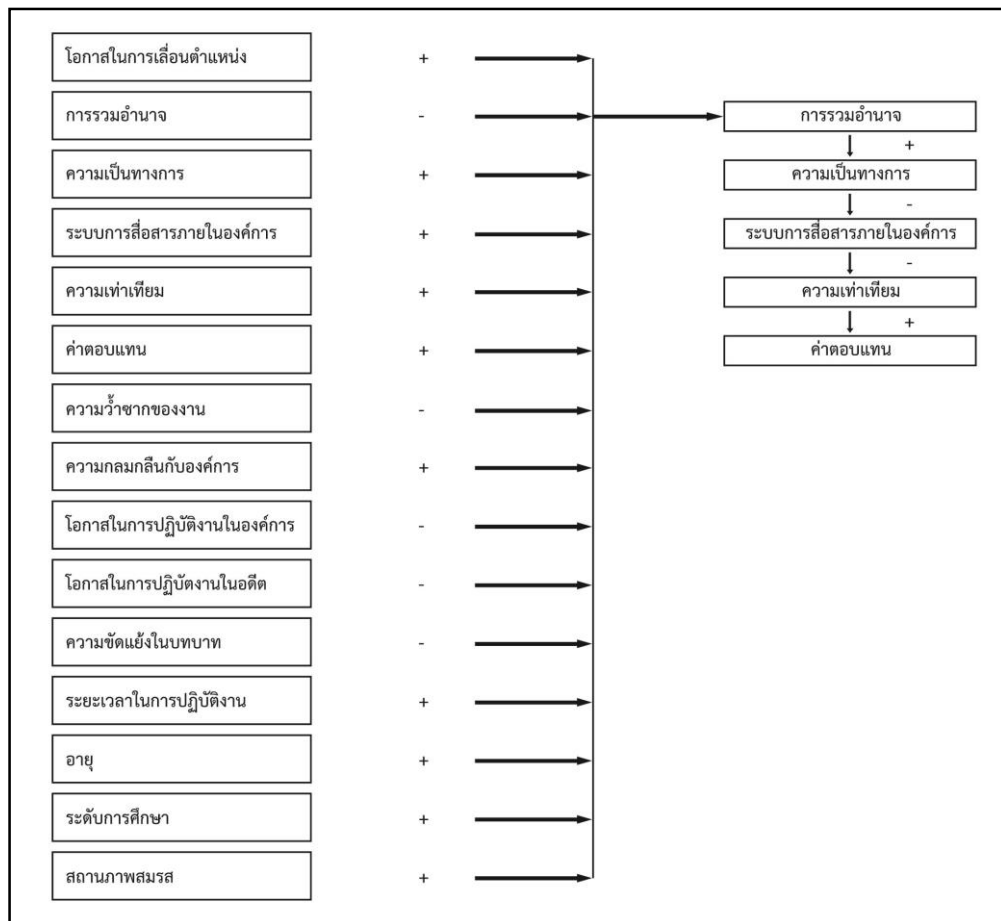 โอกาสในการเลื่อนตำแหน่ง +
การรวมอำนาจ - การรวมอำนาจ
+
ความเป็นทางการ + ความเป็นทางการ
-
ระบบการสื่อสารภายในองค์การ + ระบบการสื่อสารภายในองค์การ
-
ความเท่าเทียม + ความเท่าเทียม
+
ค่าตอบแทน + ค่าตอบแทน
ความว้ำซากของงาน -
ความกลมกลืนกับองค์การ +
โอกาสในการปฏิบัติงานในองค์การ -
โอกาสในการปฏิบัตงานในอดีต -
ความขัดแย้งในบทบาท -
ระยะเวลาในการปฏิบัติงาน +
อายุ +
ระดับการศึกษา +
สถานภาพสมรส +